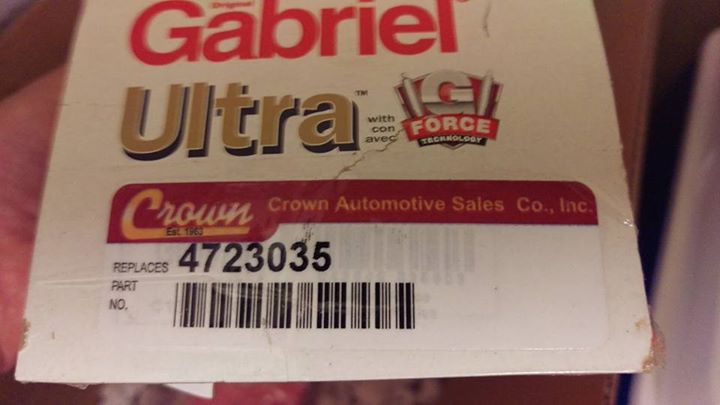 Original
Gabriel®
Ultra™
with
con
avec
G
FORCE
TECHNOLOGY
Crown
Est. 1963
Crown Automotive Sales Co., Inc.
REPLACES 4723035
PART
NO.